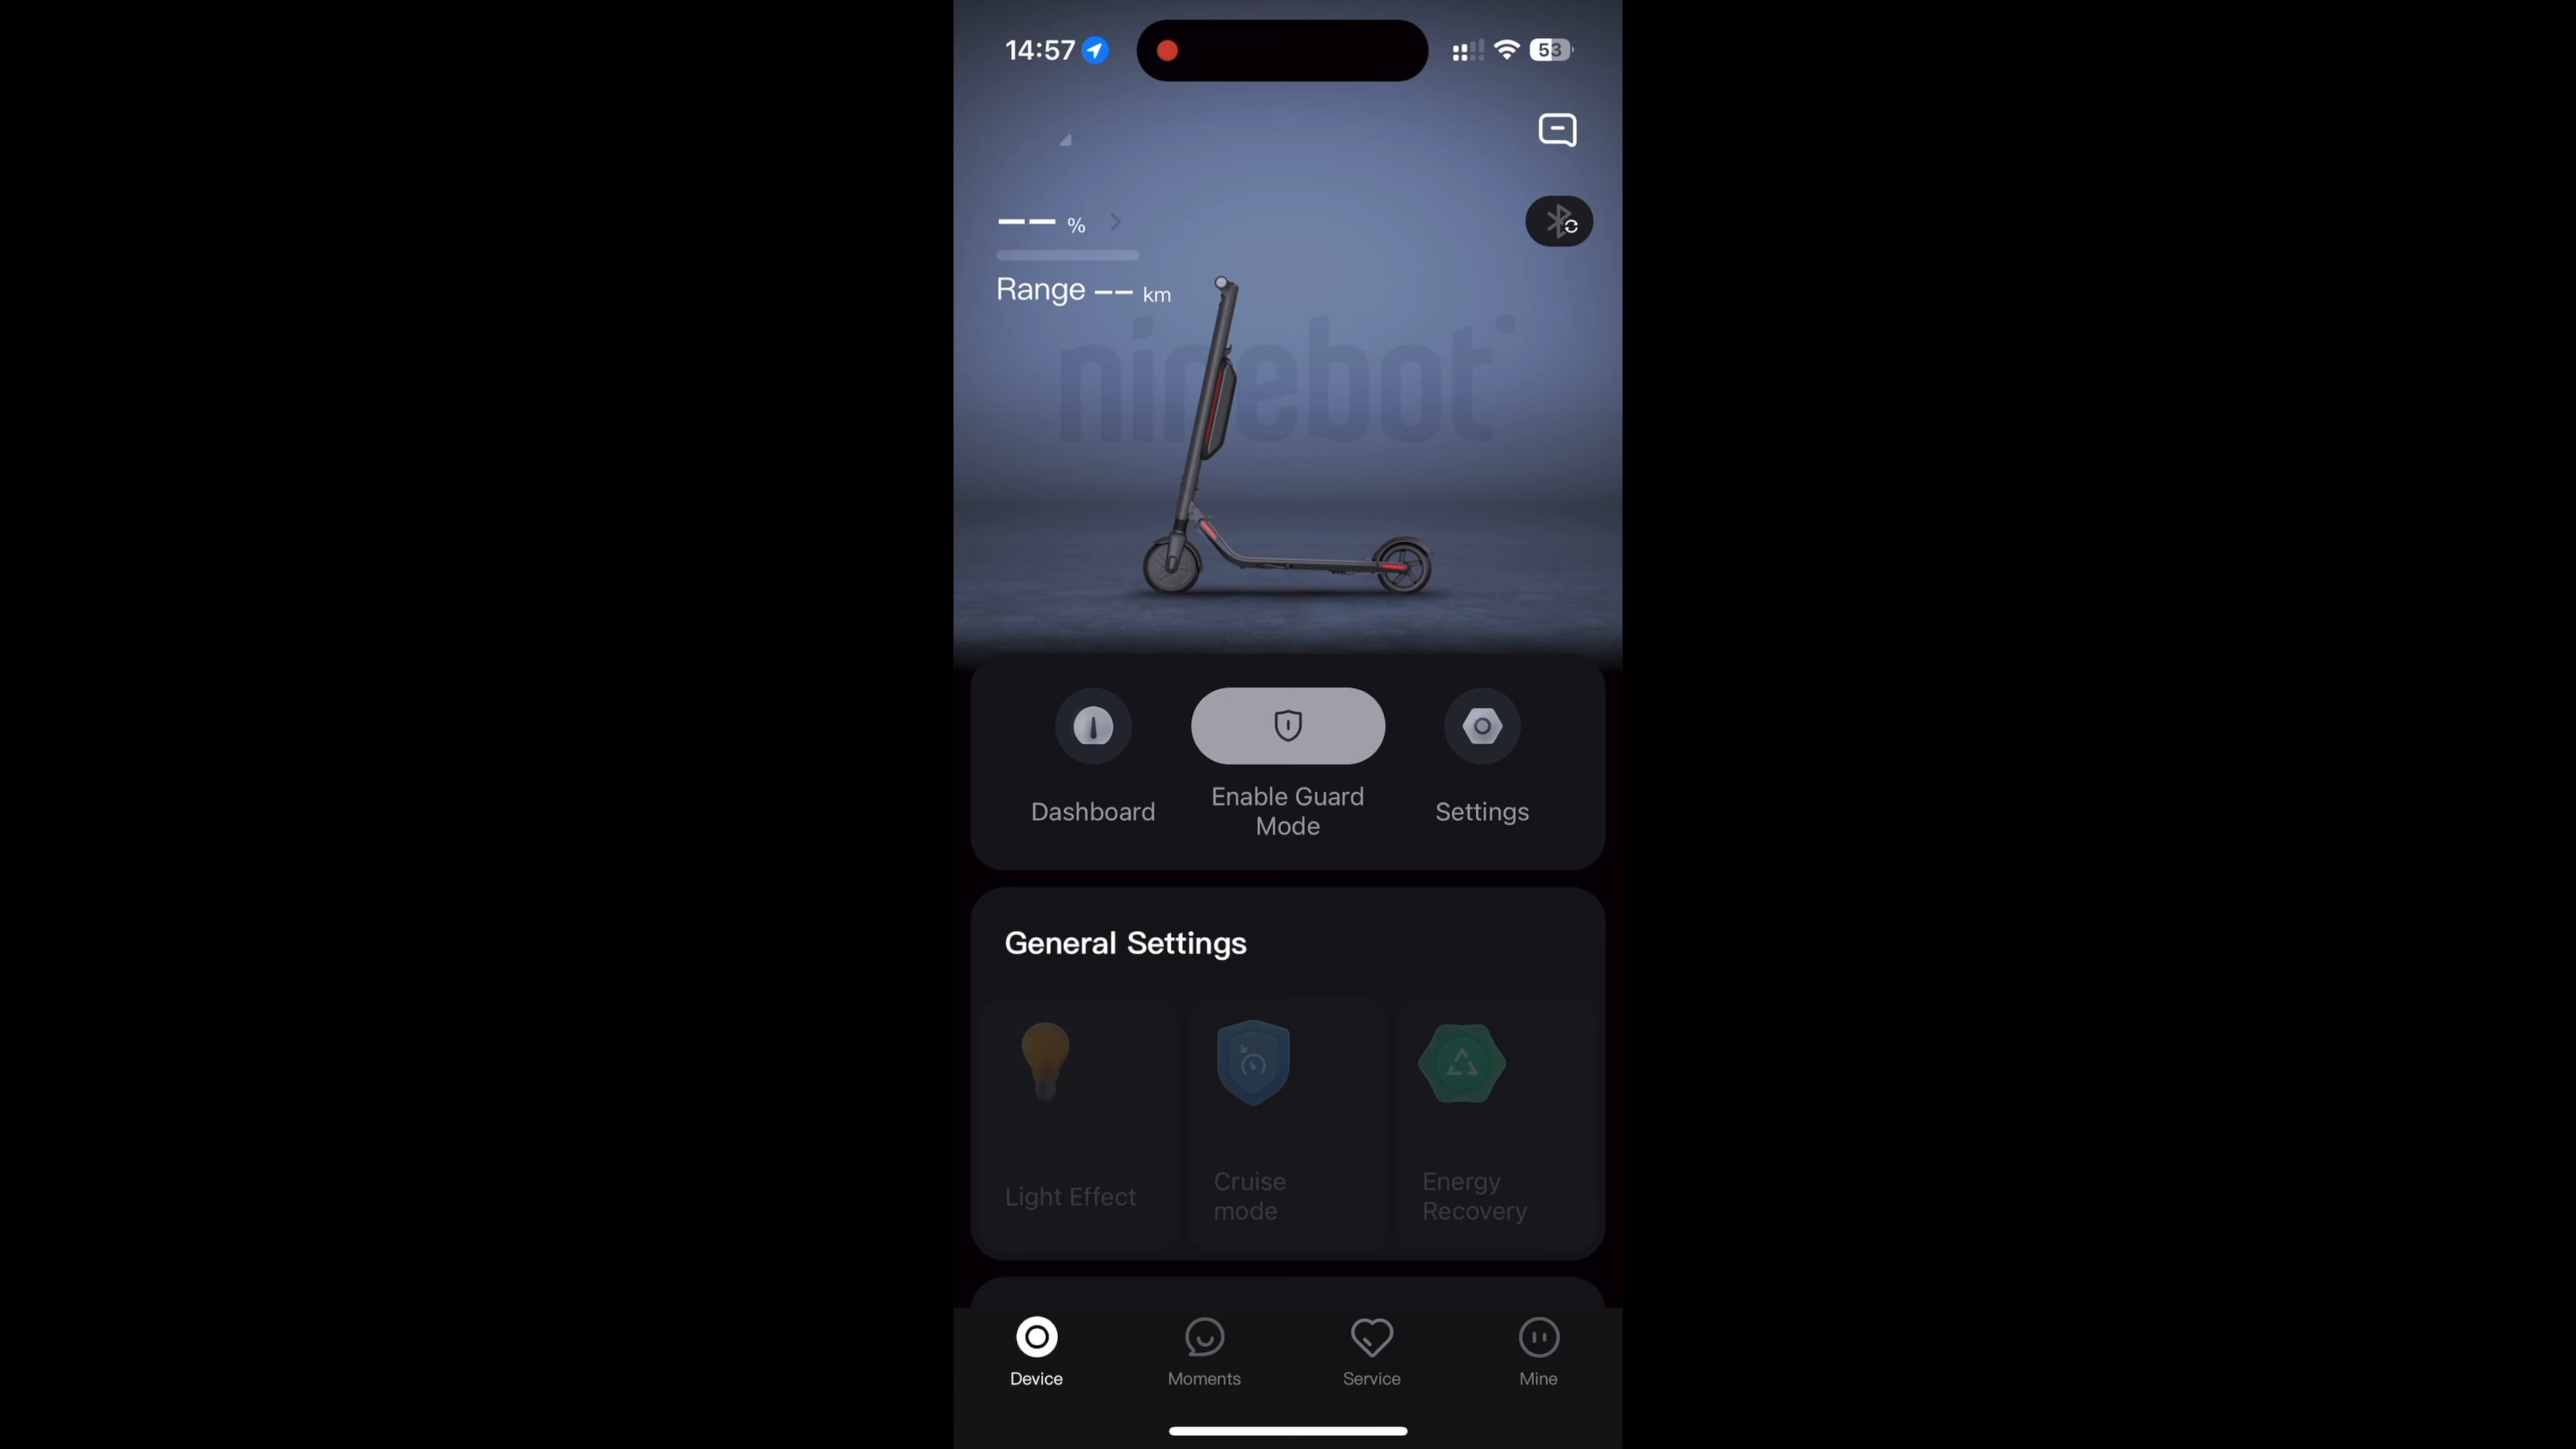 14:57
53
-- %
Range -- km
ninebot
Dashboard
Enable Guard
Mode
Settings
General Settings
Light Effect
Cruise
mode
Energy
Recovery
Device
Moments
Service
Mine